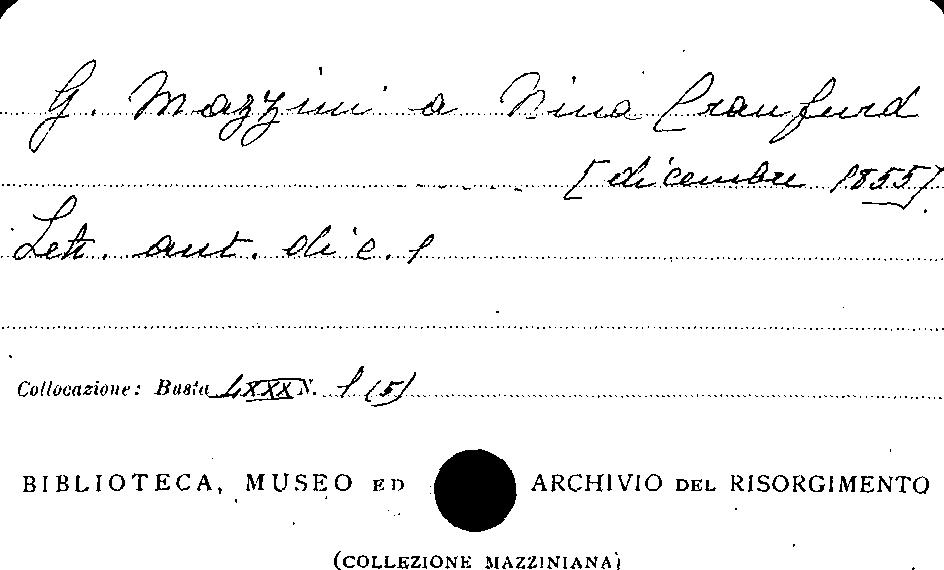 G. Mazzini a Nina Craufurd
[dicembre 1855].
Lett. aut. di c. 1
Collocazione: Busta LXXX N. 1 (5)
BIBLIOTECA, MUSEO ED ARCHIVIO DEL RISORGIMENTO
(COLLEZIONE MAZZINIANA)